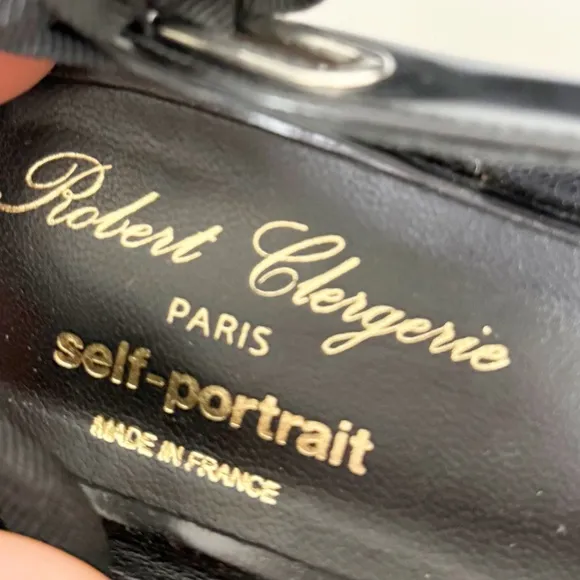 Robert Clergerie
PARIS
self-portrait
MADE IN FRANCE